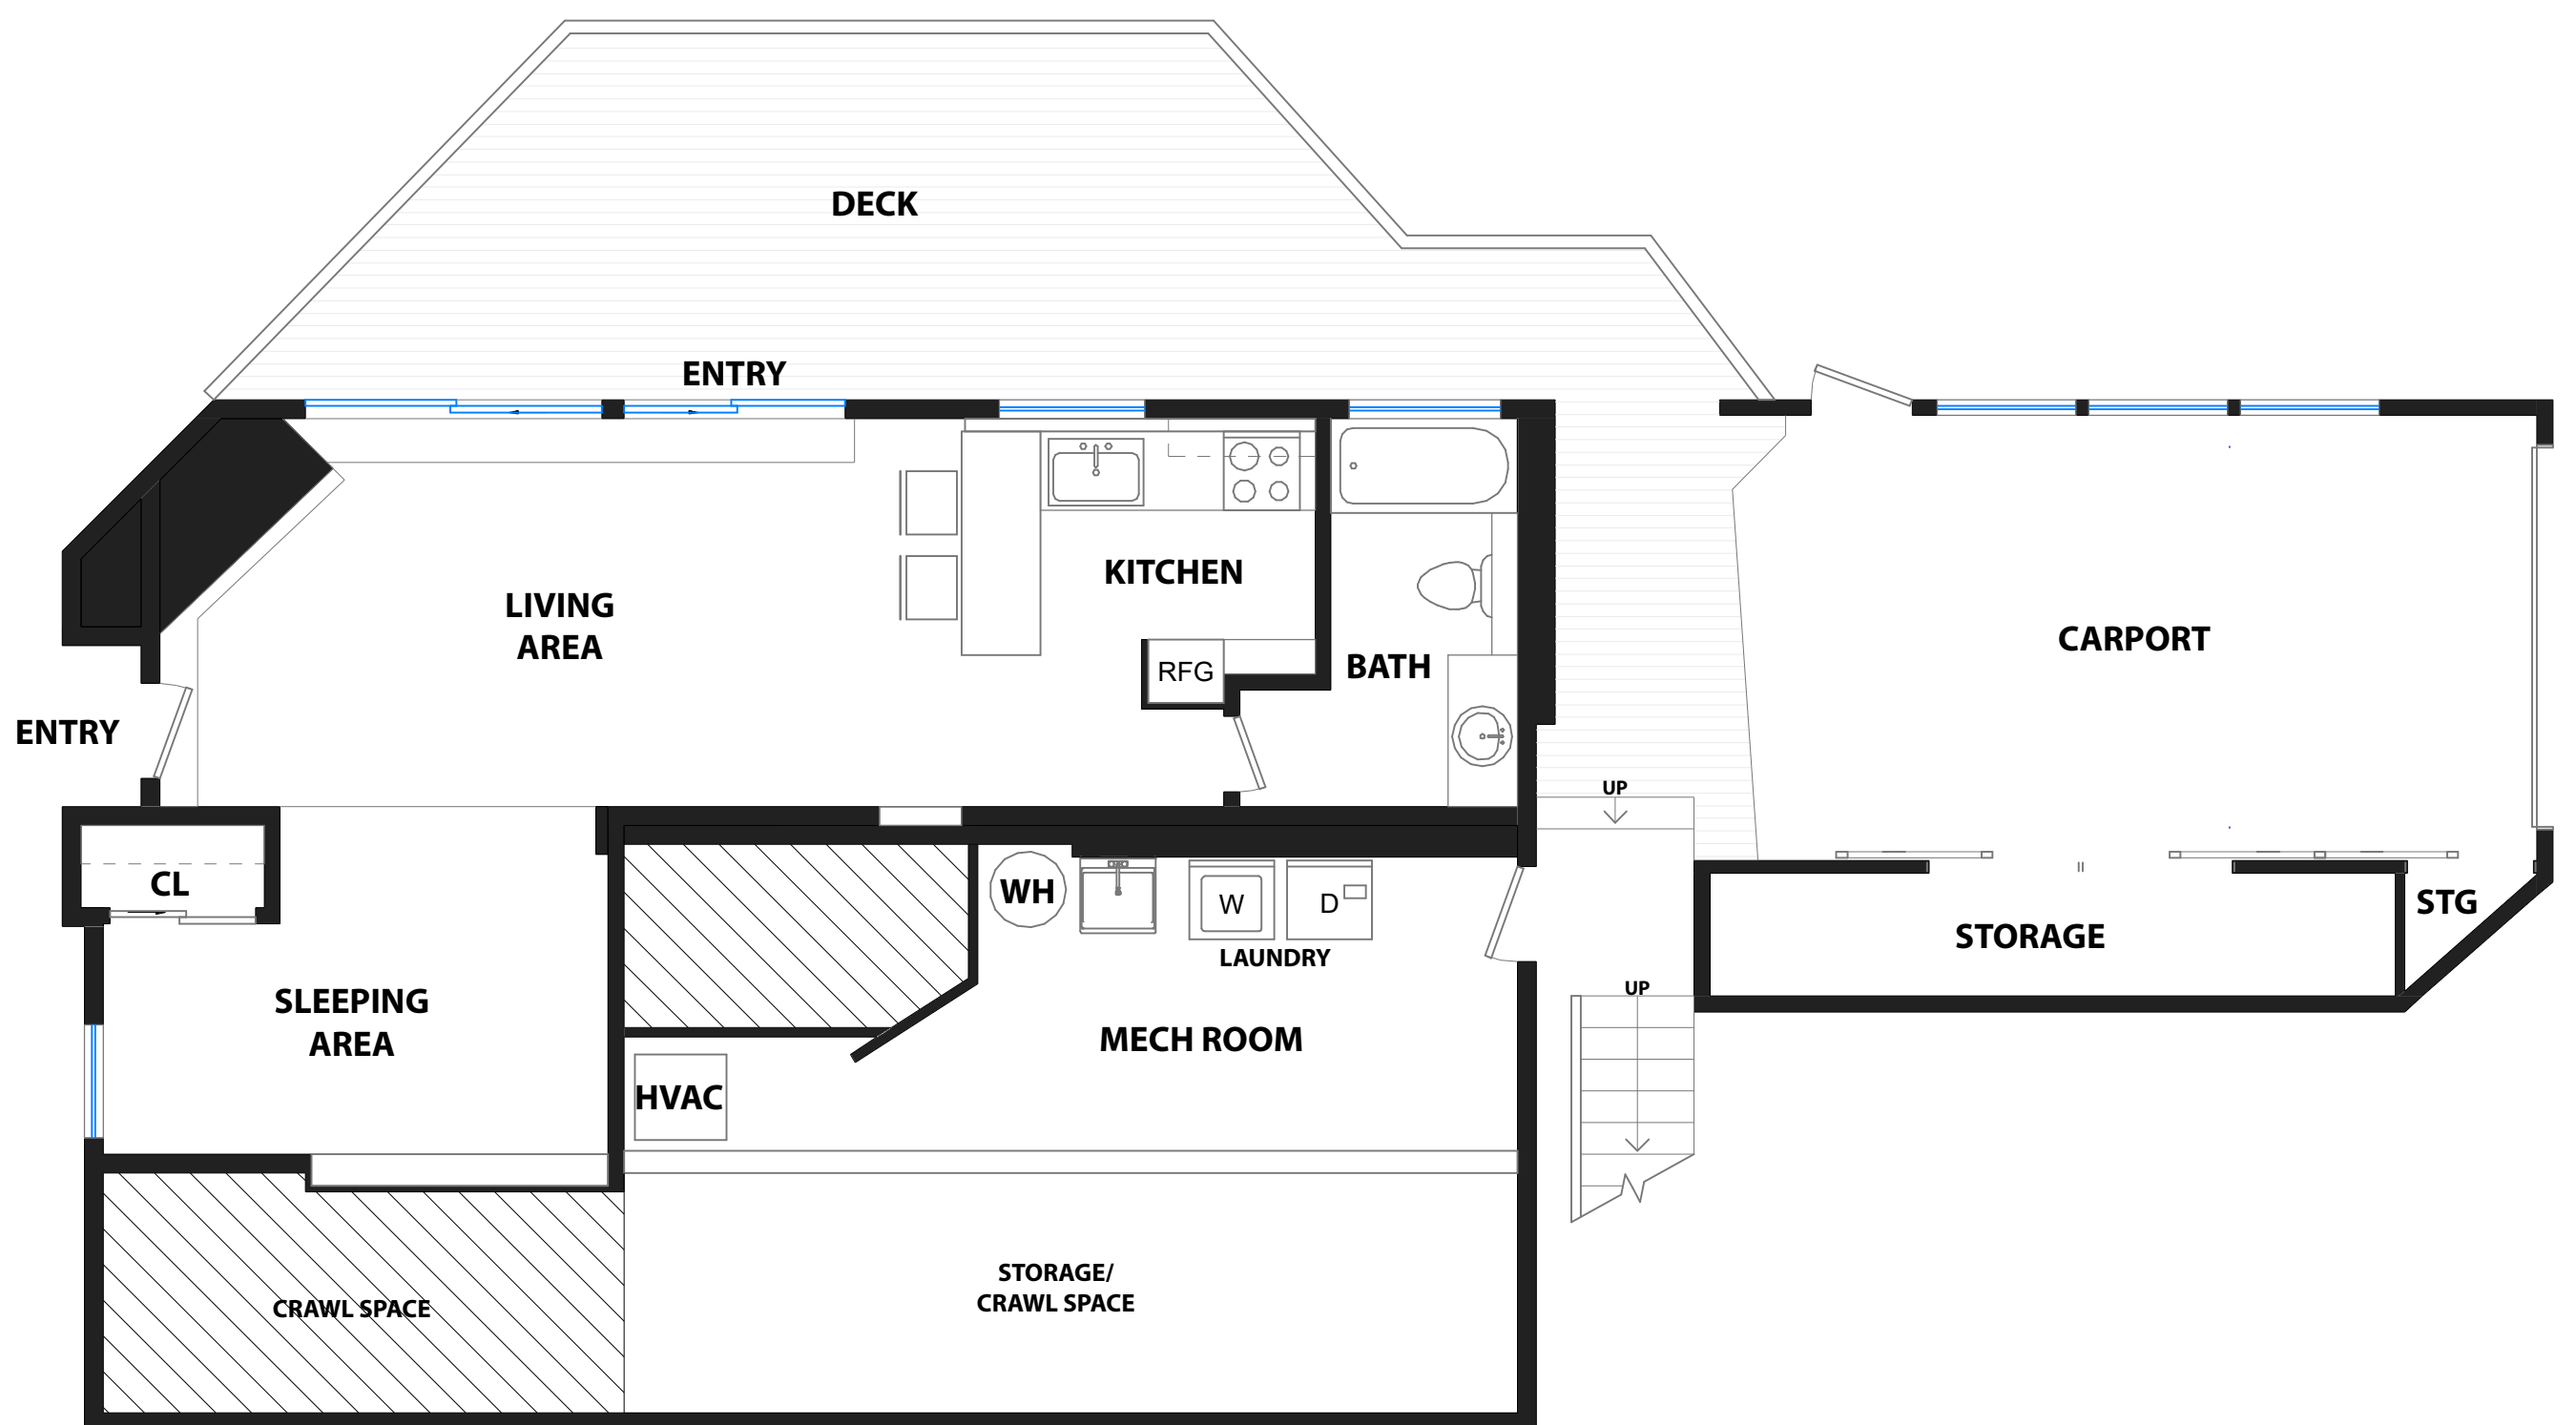 DECK
ENTRY
KITCHEN
LIVING
AREA
CARPORT
RFG
BATH
ENTRY
UP
CL
WH
W
D
STG
STORAGE
LAUNDRY
SLEEPING
AREA
UP
MECH ROOM
HVAC
STORAGE/
CRAWL SPACE
CRAWL SPACE